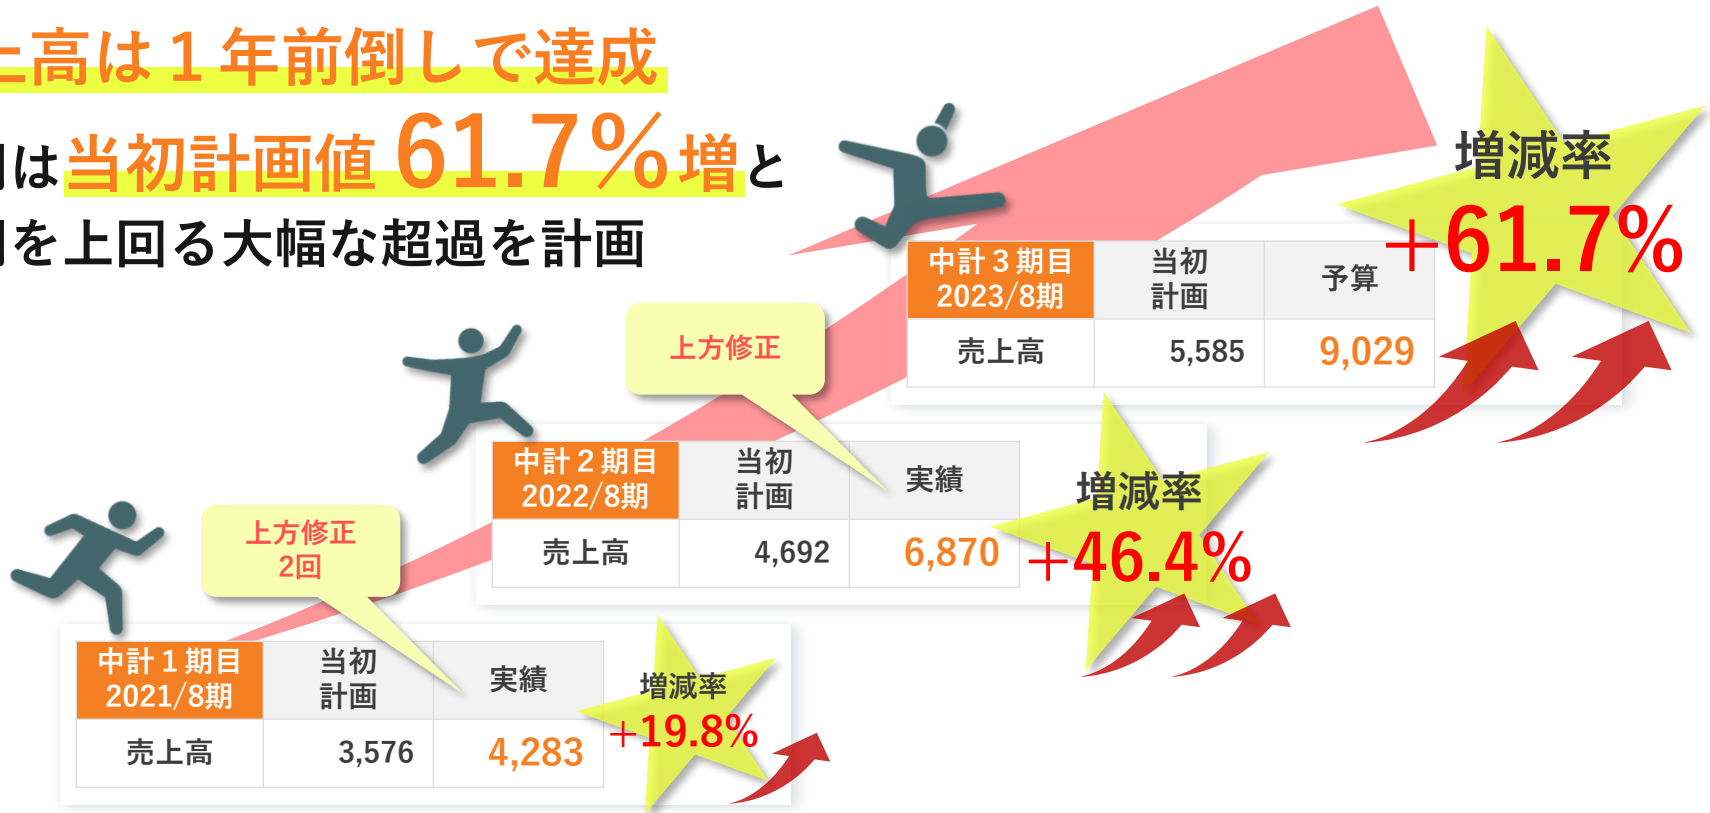 上高は１年前倒しで達成
期は当初計画値 61.7％増と
期を上回る大幅な超過を計画
増減率
+61.7%
中計３期目
2023/8期
当初
計画
予算
売上高
5,585
9,029
上方修正
中計２期目
2022/8期
当初
計画
実績
売上高
4,692
6,870
増減率
+46.4%
上方修正
2回
中計１期目
2021/8期
当初
計画
実績
売上高
3,576
4,283
増減率
+19.8%